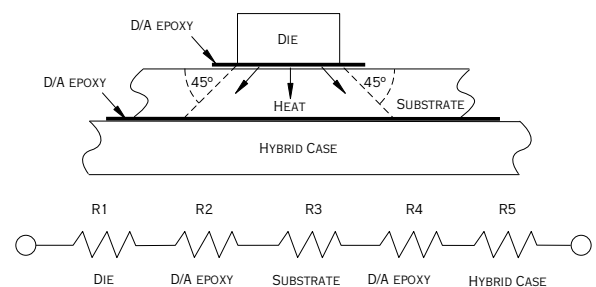 D/A EPOXY
DIE
D/A EPOXY
45º
45º
HEAT
SUBSTRATE
HYBRID CASE
R1 R2 R3 R4 R5
DIE D/A EPOXY SUBSTRATE D/A EPOXY HYBRID CASE